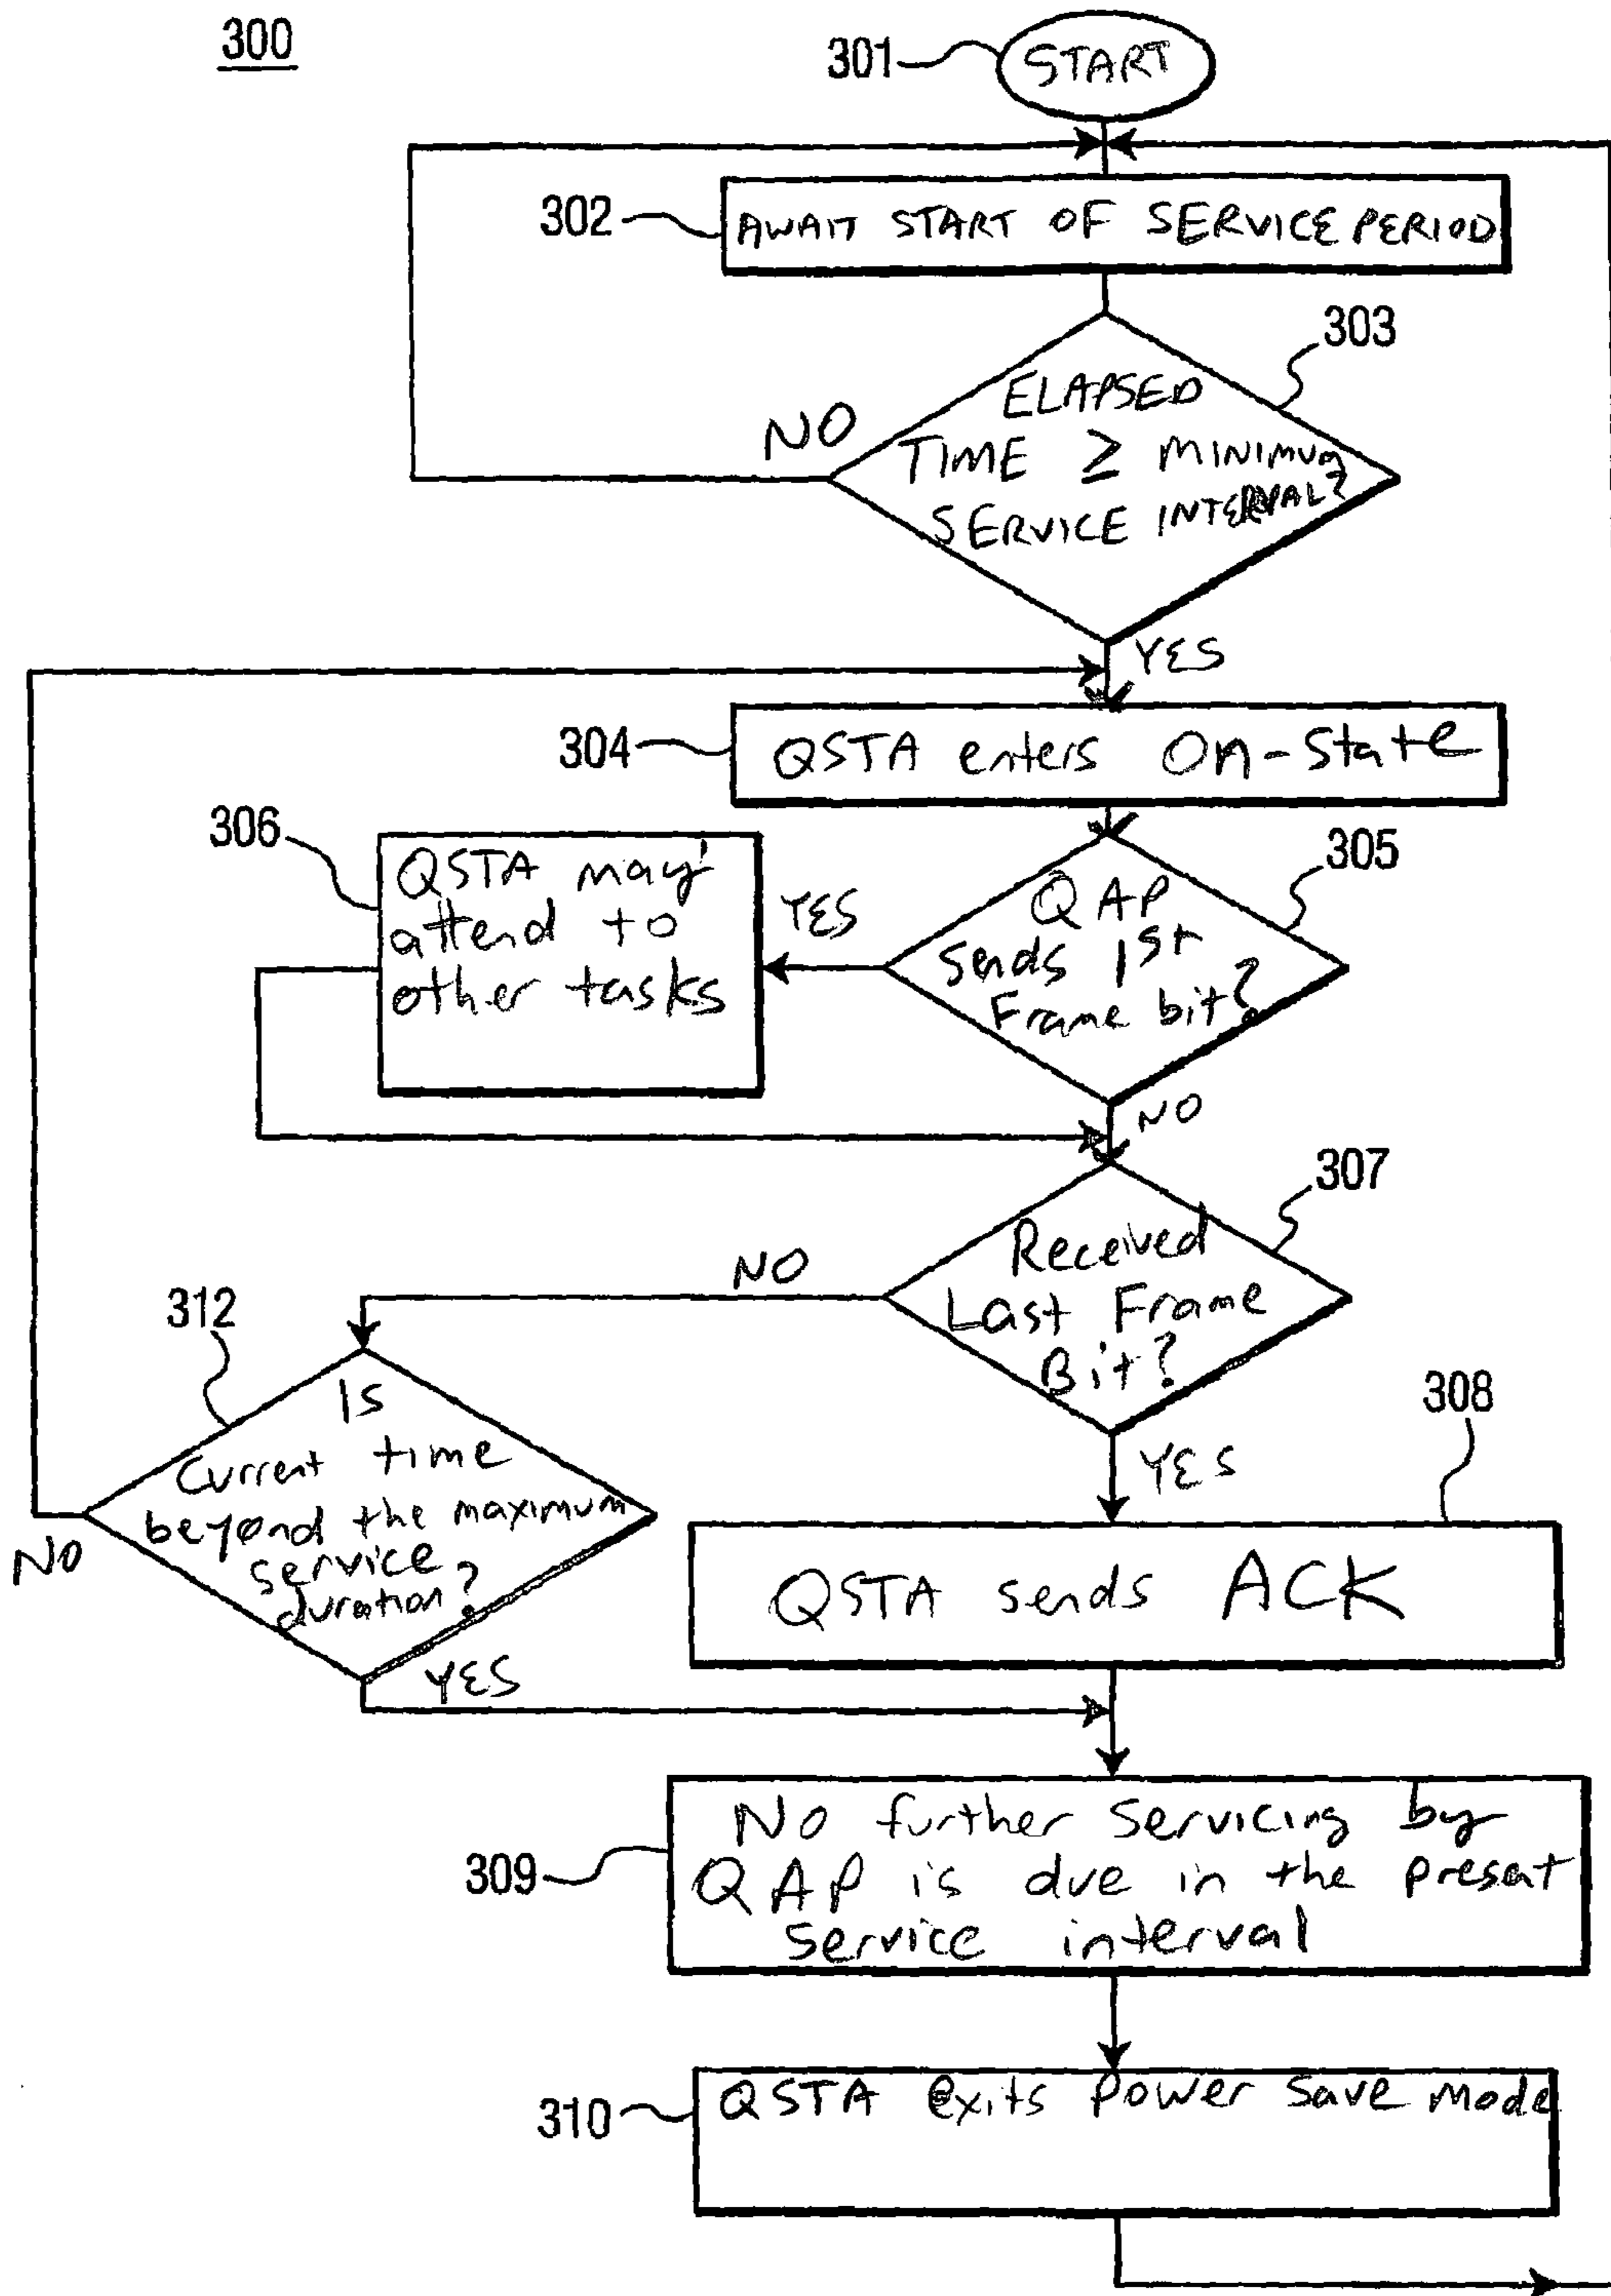 300
301
START
302
AWAIT START OF SERVICE PERIOD
303
ELAPSED
TIME ≥ MINIMUM
SERVICE INTERVAL?
NO
YES
304
QSTA enters On-State
305
QAP
sends 1st
Frame bit?
YES
306
QSTA may
attend to
other tasks
NO
307
Received
Last Frame
Bit?
NO
312
Is
Current time
beyond the maximum
service
duration?
NO
YES
YES
308
QSTA sends ACK
309
No further servicing by
QAP is due in the present
service interval
310
QSTA exits Power Save Mode